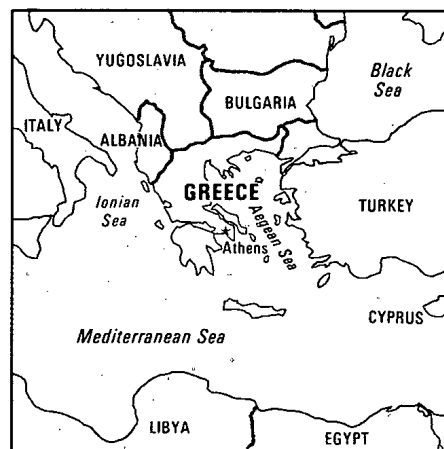 YUGOSLAVIA
Black
Sea
BULGARIA
ITALY
ALBANIA
GREECE
Ionian
Sea
Aegean Sea
TURKEY
Athens
CYPRUS
Mediterranean Sea
LIBYA
EGYPT